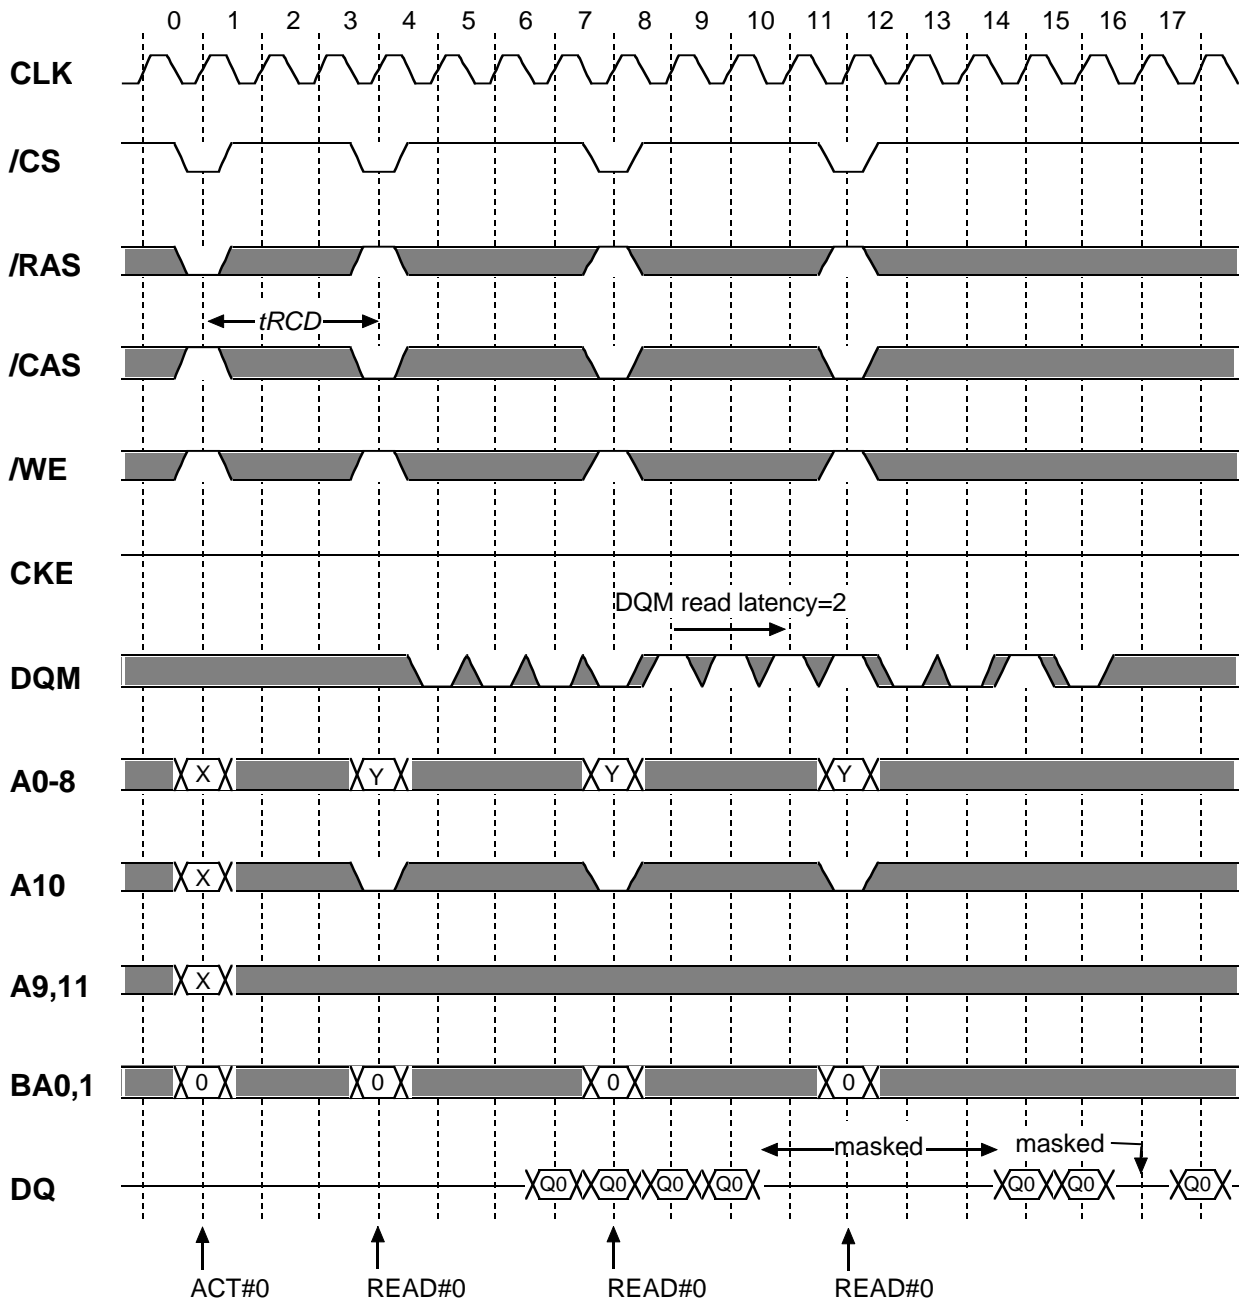 0 1 2 3 4 5 6 7 8 9 10 11 12 13 14 15 16 17
CLK
/CS
/RAS
tRCD
/CAS
/WE
CKE
DQM read latency=2
DQM
A0-8 X Y Y Y
A10 X
A9,11 X
BA0,1 0 0 0 0
masked masked
DQ Q0 Q0 Q0 Q0 Q0 Q0 Q0
ACT#0 READ#0 READ#0 READ#0